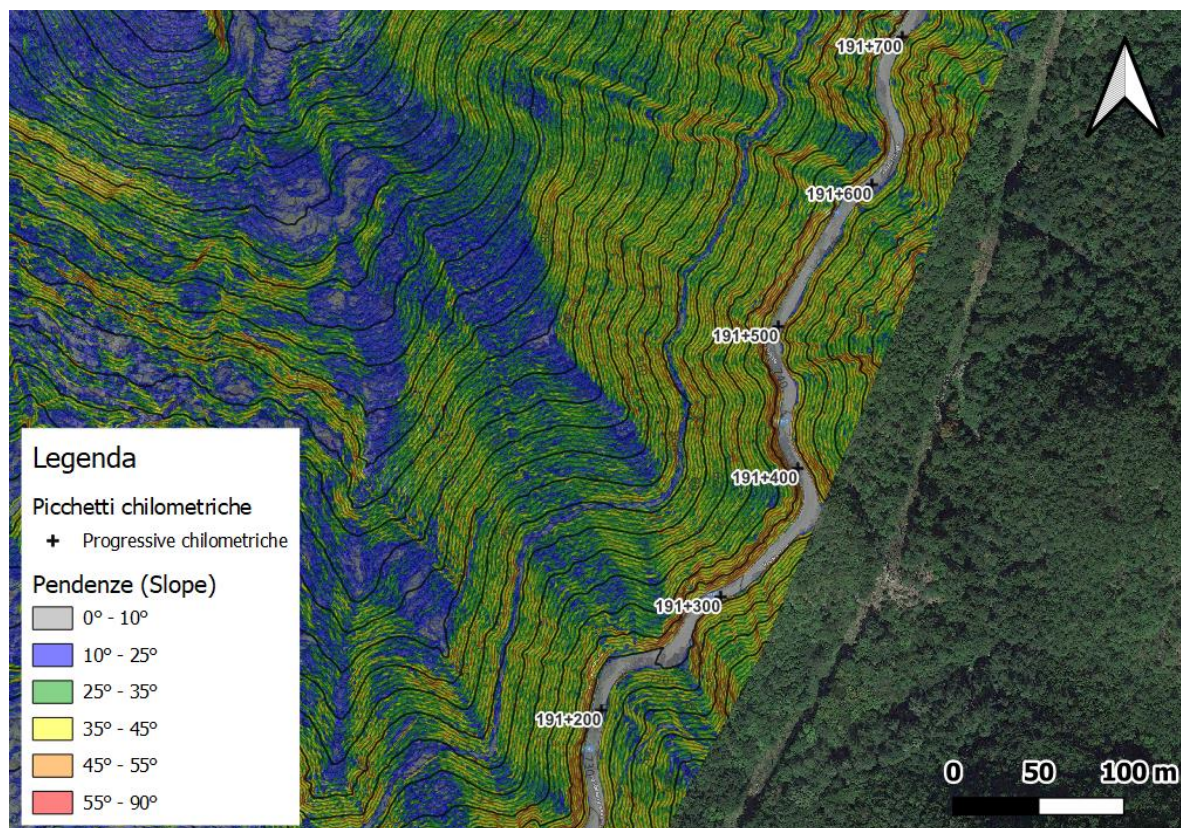 191+700
191+600
191+500
191+400
191+300
191+200
Legenda
Picchetti chilometriche
Progressive chilometriche
Pendenze (Slope)
0° - 10°
10° - 25°
25° - 35°
35° - 45°
45° - 55°
55° - 90°
0 50 100 m